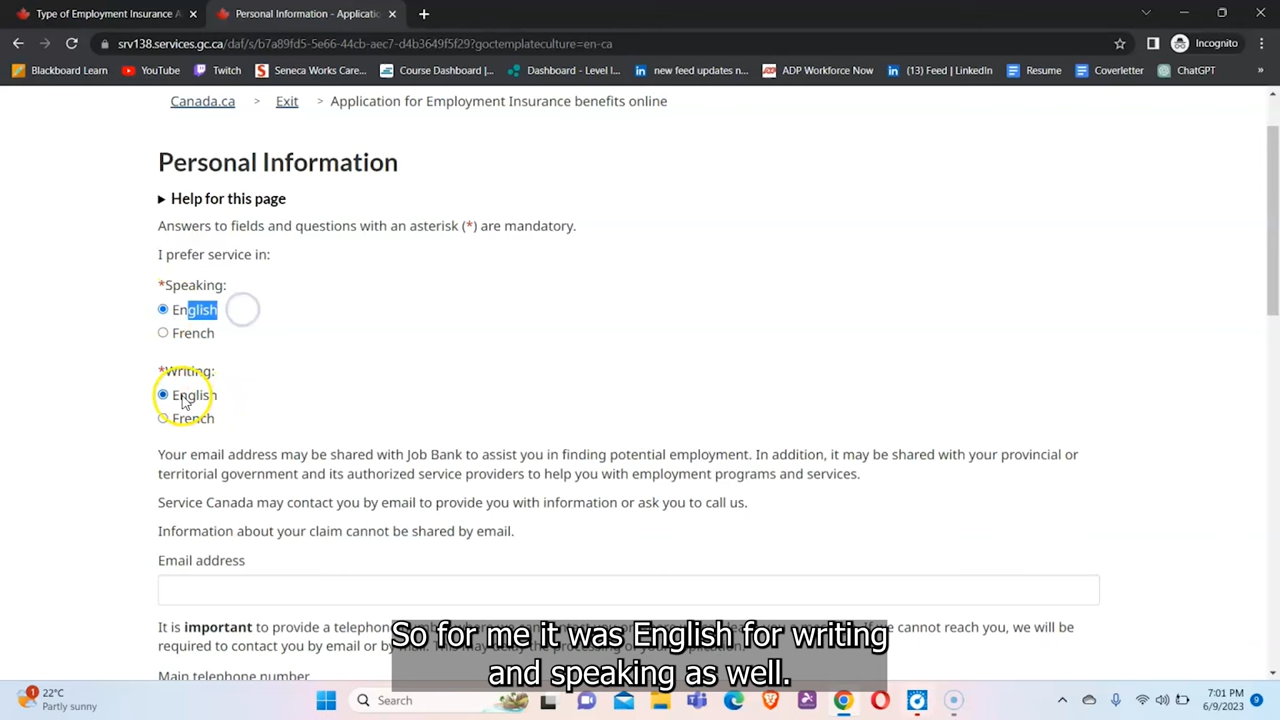 Type of Employment Insurance A
Personal Information - Applicatio
srv138.services.gc.ca/daf/s/b7a89fd5-5e66-44cb-aec7-d4b3649f5f29?goctemplateculture=en-ca
Incognito
Blackboard Learn
YouTube
Twitch
Seneca Works Care...
Course Dashboard |...
Dashboard - Level I...
new feed updates n...
ADP Workforce Now
(13) Feed | LinkedIn
Resume
Coverletter
ChatGPT
»
Canada.ca > Exit > Application for Employment Insurance benefits online
Personal Information
Help for this page
Answers to fields and questions with an asterisk (*) are mandatory.
I prefer service in:
*Speaking:
English
French
*Writing:
English
French
Your email address may be shared with Job Bank to assist you in finding potential employment. In addition, it may be shared with your provincial or
territorial government and its authorized service providers to help you with employment programs and services.
Service Canada may contact you by email to provide you with information or ask you to call us.
Information about your claim cannot be shared by email.
Email address
It is important to provide a telephone
cannot reach you, we will be
required to contact you by email or by
So for me it was English for writing
and speaking as well.
Main telephone number
1
22°C
Partly sunny
Search
7:01 PM
6/9/2023